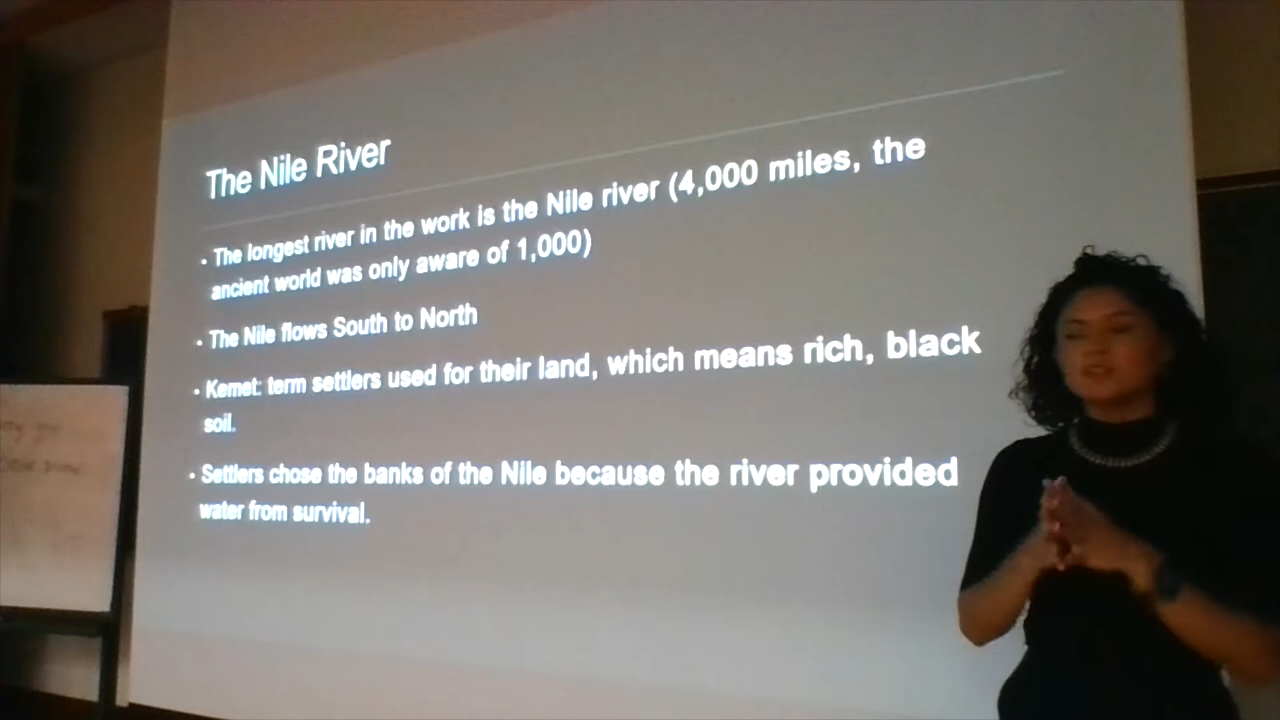 The Nile River
• The longest river in the work is the Nile river (4,000 miles, the
ancient world was only aware of 1,000)
• The Nile flows South to North
• Kemet: term settlers used for their land, which means rich, black
soil.
• Settlers chose the banks of the Nile because the river provided
water from survival.